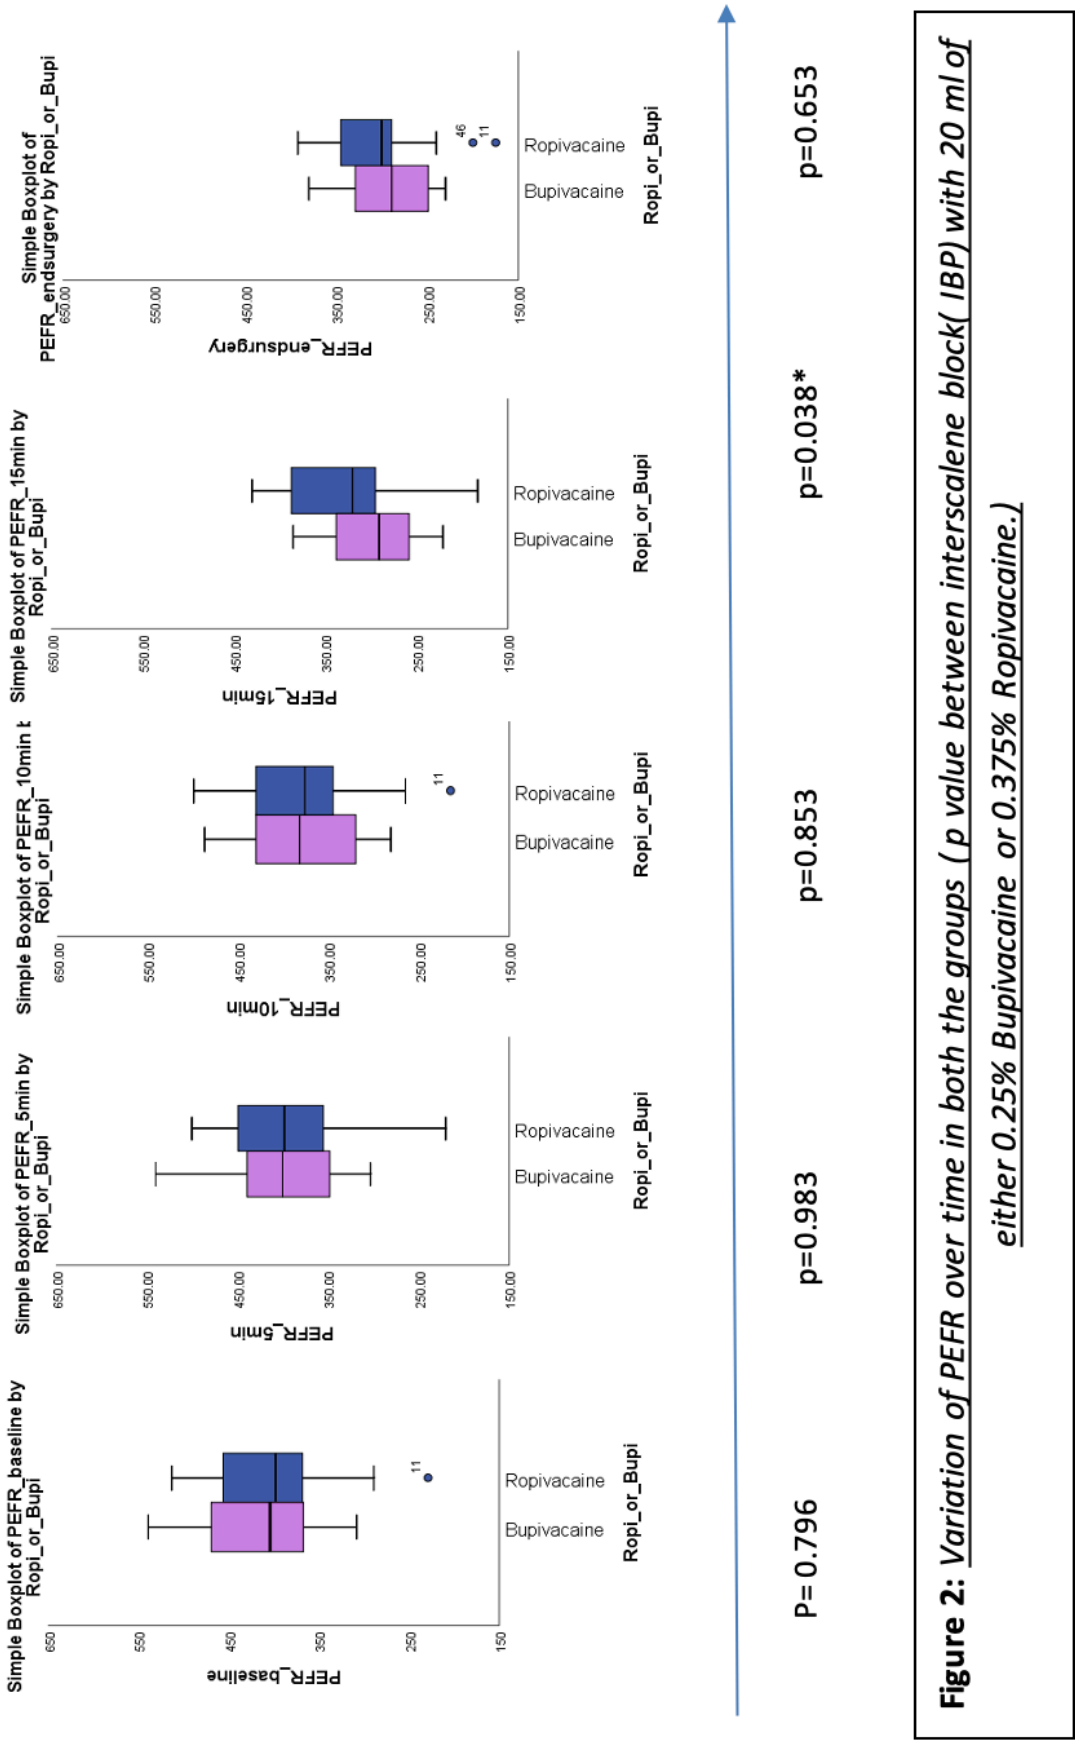 Simple Boxplot of PEFR_baseline by
Ropi_or_Bupi
650
550
450
350
250
150
PEFR_baseline
11
Bupivacaine
Ropivacaine
Ropi_or_Bupi
Simple Boxplot of PEFR_5min by
Ropi_or_Bupi
650.00
550.00
450.00
350.00
250.00
150.00
PEFR_5min
Bupivacaine
Ropivacaine
Ropi_or_Bupi
Simple Boxplot of PEFR_10min t
Ropi_or_Bupi
650.00
550.00
450.00
350.00
250.00
150.00
PEFR_10min
11
Bupivacaine
Ropivacaine
Ropi_or_Bupi
Simple Boxplot of PEFR_15min by
Ropi_or_Bupi
650.00
550.00
450.00
350.00
250.00
150.00
PEFR_15min
Bupivacaine
Ropivacaine
Ropi_or_Bupi
Simple Boxplot of
PEFR_endsurgery by Ropi_or_Bupi
650.00
550.00
450.00
350.00
250.00
150.00
PEFR_endsurgery
46
11
Bupivacaine
Ropivacaine
Ropi_or_Bupi
P= 0.796
p=0.983
p=0.853
p=0.038*
p=0.653
Figure 2: Variation of PEFR over time in both the groups (p value between interscalene block( IBP) with 20 ml of
either 0.25% Bupivacaine or 0.375% Ropivacaine.)